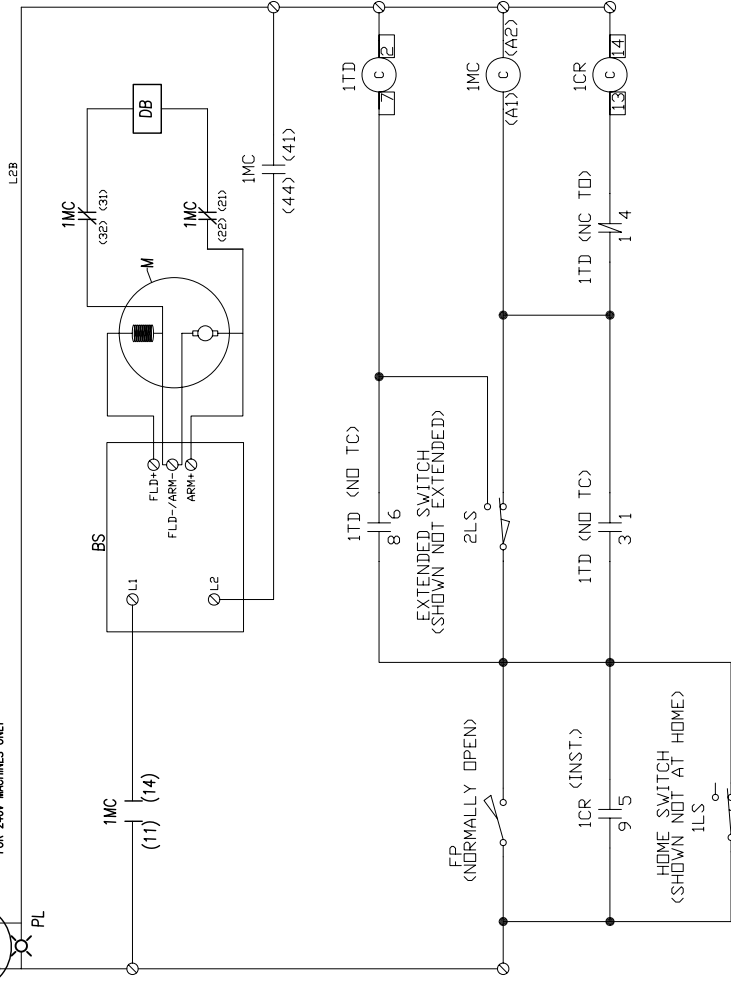 FOR 240V MACHINES ONLY
PL
L2B
1MC
(32) (31)
DB
1MC
(22) (21)
M
BS
FLD+
FLD-/ARM-
ARM+
L1
L2
1MC
(44) (41)
1MC
(11) (14)
1TD
7 C 2
1MC
(A1) C (A2)
1CR
13 C 14
1TD (NO TC)
8 6
EXTENDED SWITCH
(SHOWN NOT EXTENDED)
2LS
1TD (NC TO)
1 4
1TD (NO TC)
3 1
FP
(NORMALLY OPEN)
1CR (INST.)
9 5
HOME SWITCH
(SHOWN NOT AT HOME)
1LS